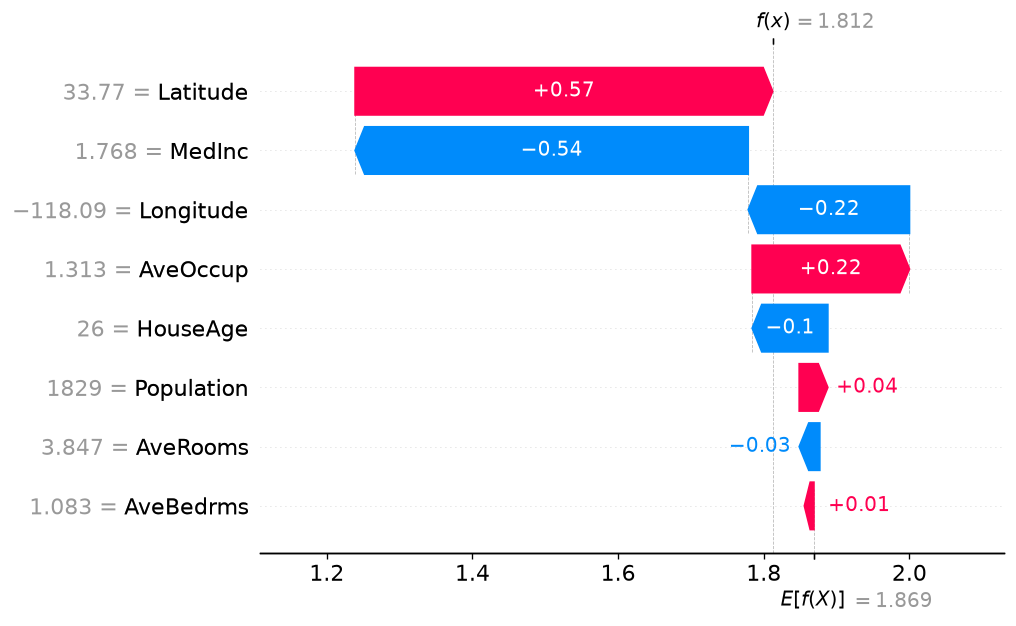 f(x) = 1.812
33.77 = Latitude
+0.57
1.768 = MedInc
−0.54
−118.09 = Longitude
−0.22
1.313 = AveOccup
+0.22
26 = HouseAge
−0.1
1829 = Population
+0.04
3.847 = AveRooms
−0.03
1.083 = AveBedrms
+0.01
1.2 1.4 1.6 1.8 2.0
E[f(X)] = 1.869